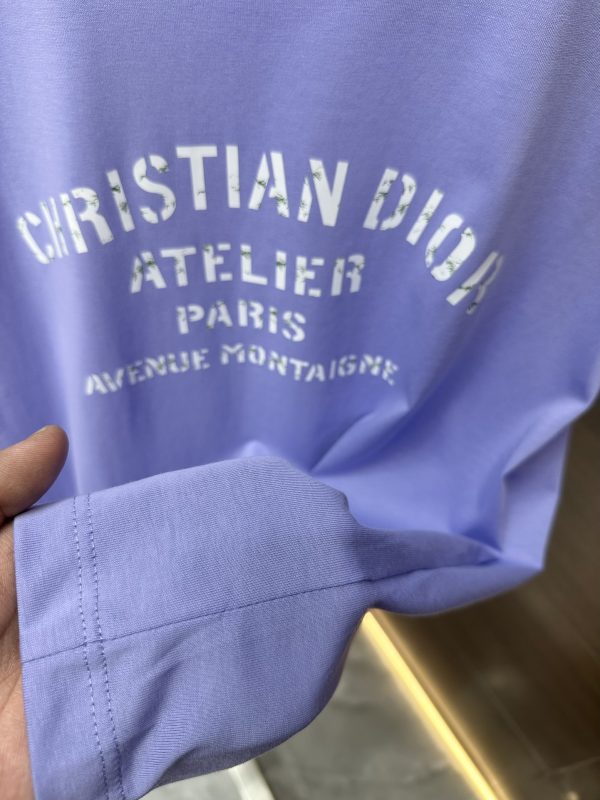 CHRISTIAN DIOR
ATELIER
PARIS
AVENUE MONTAIGNE